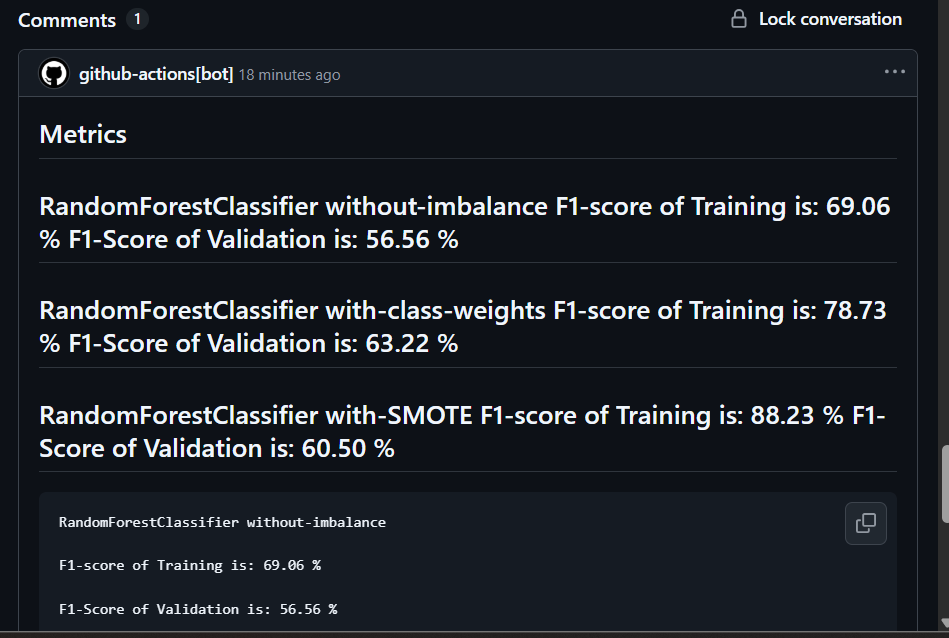 Comments 1
Lock conversation
github-actions[bot] 18 minutes ago
Metrics
RandomForestClassifier without-imbalance F1-score of Training is: 69.06
% F1-Score of Validation is: 56.56 %
RandomForestClassifier with-class-weights F1-score of Training is: 78.73
% F1-Score of Validation is: 63.22 %
RandomForestClassifier with-SMOTE F1-score of Training is: 88.23 % F1-
Score of Validation is: 60.50 %
RandomForestClassifier without-imbalance
F1-score of Training is: 69.06 %
F1-Score of Validation is: 56.56 %